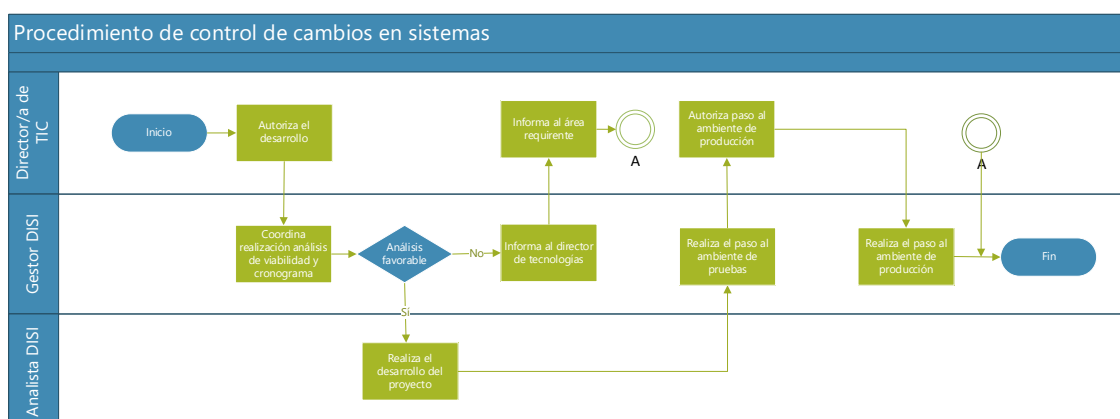 Procedimiento de control de cambios en sistemas
Director/a de
TIC
Inicio
Autoriza el
desarrollo
Informa al área
requirente
A
Autoriza paso al
ambiente de
producción
A
Gestor DISI
Coordina
realización análisis
de viabilidad y
cronograma
Análisis
favorable
No
Informa al director
de tecnologías
Realiza el paso al
ambiente de
pruebas
Realiza el paso al
ambiente de
producción
Fin
Sí
Analista DISI
Realiza el
desarrollo del
proyecto